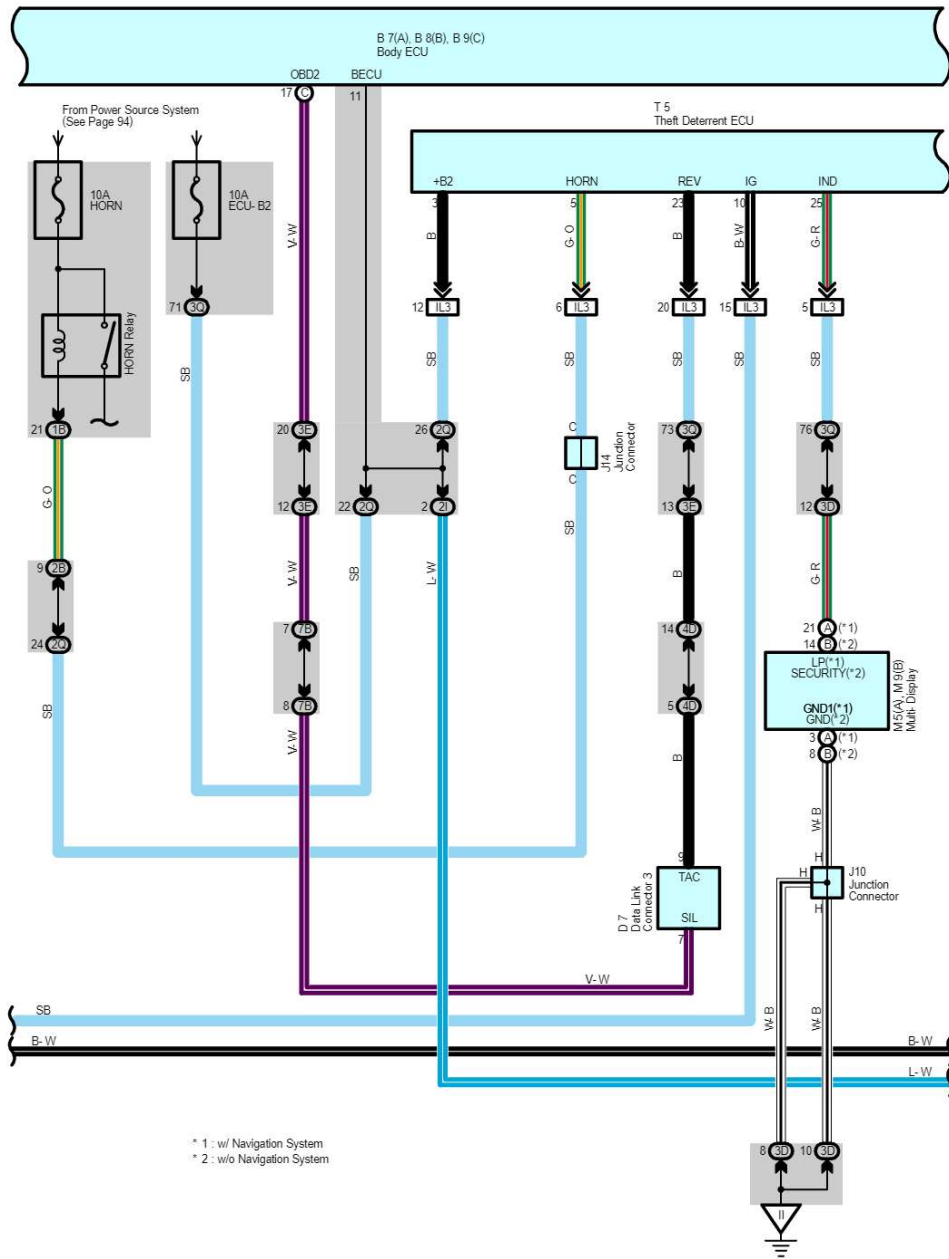 B 7(A), B 8(B), B 9(C)
Body ECU
OBD2 BECU
17 C 11
From Power Source System
(See Page 94)
T 5
Theft Deterrent ECU
10A
HORN
10A
ECU- B2
+B2 HORN REV IG IND
3 5 23 10 25
V- W
B G- O B B- W G- R
71 3Q
12 IL3 6 IL3 20 IL3 15 IL3 5 IL3
HORN Relay
SB SB SB SB SB SB
21 1B 20 3E 26 2Q C 73 3Q 76 3Q
J14
Junction
Connector
C
G- O
12 3E 22 2Q 2 2I 13 3E 12 3D
SB
9 2B V- W SB L- W B G- R
24 2Q 7 7B 14 4D 21 A (*1)
14 B (*2)
LP(*1)
SECURITY(*2)
GND1(*1)
GND(*2)
M 5(A), M 9(B)
Multi- Display
SB
8 7B 5 4D 3 A (*1)
8 B (*2)
V- W B W- B
9 H
TAC
SIL
D 7
Data Link
Connector 3
7
H
J10
Junction
Connector
H
V- W
SB W- B W- B
B- W B- W
L- W
* 1 : w/ Navigation System
* 2 : w/o Navigation System
8 3D 10 3D
II